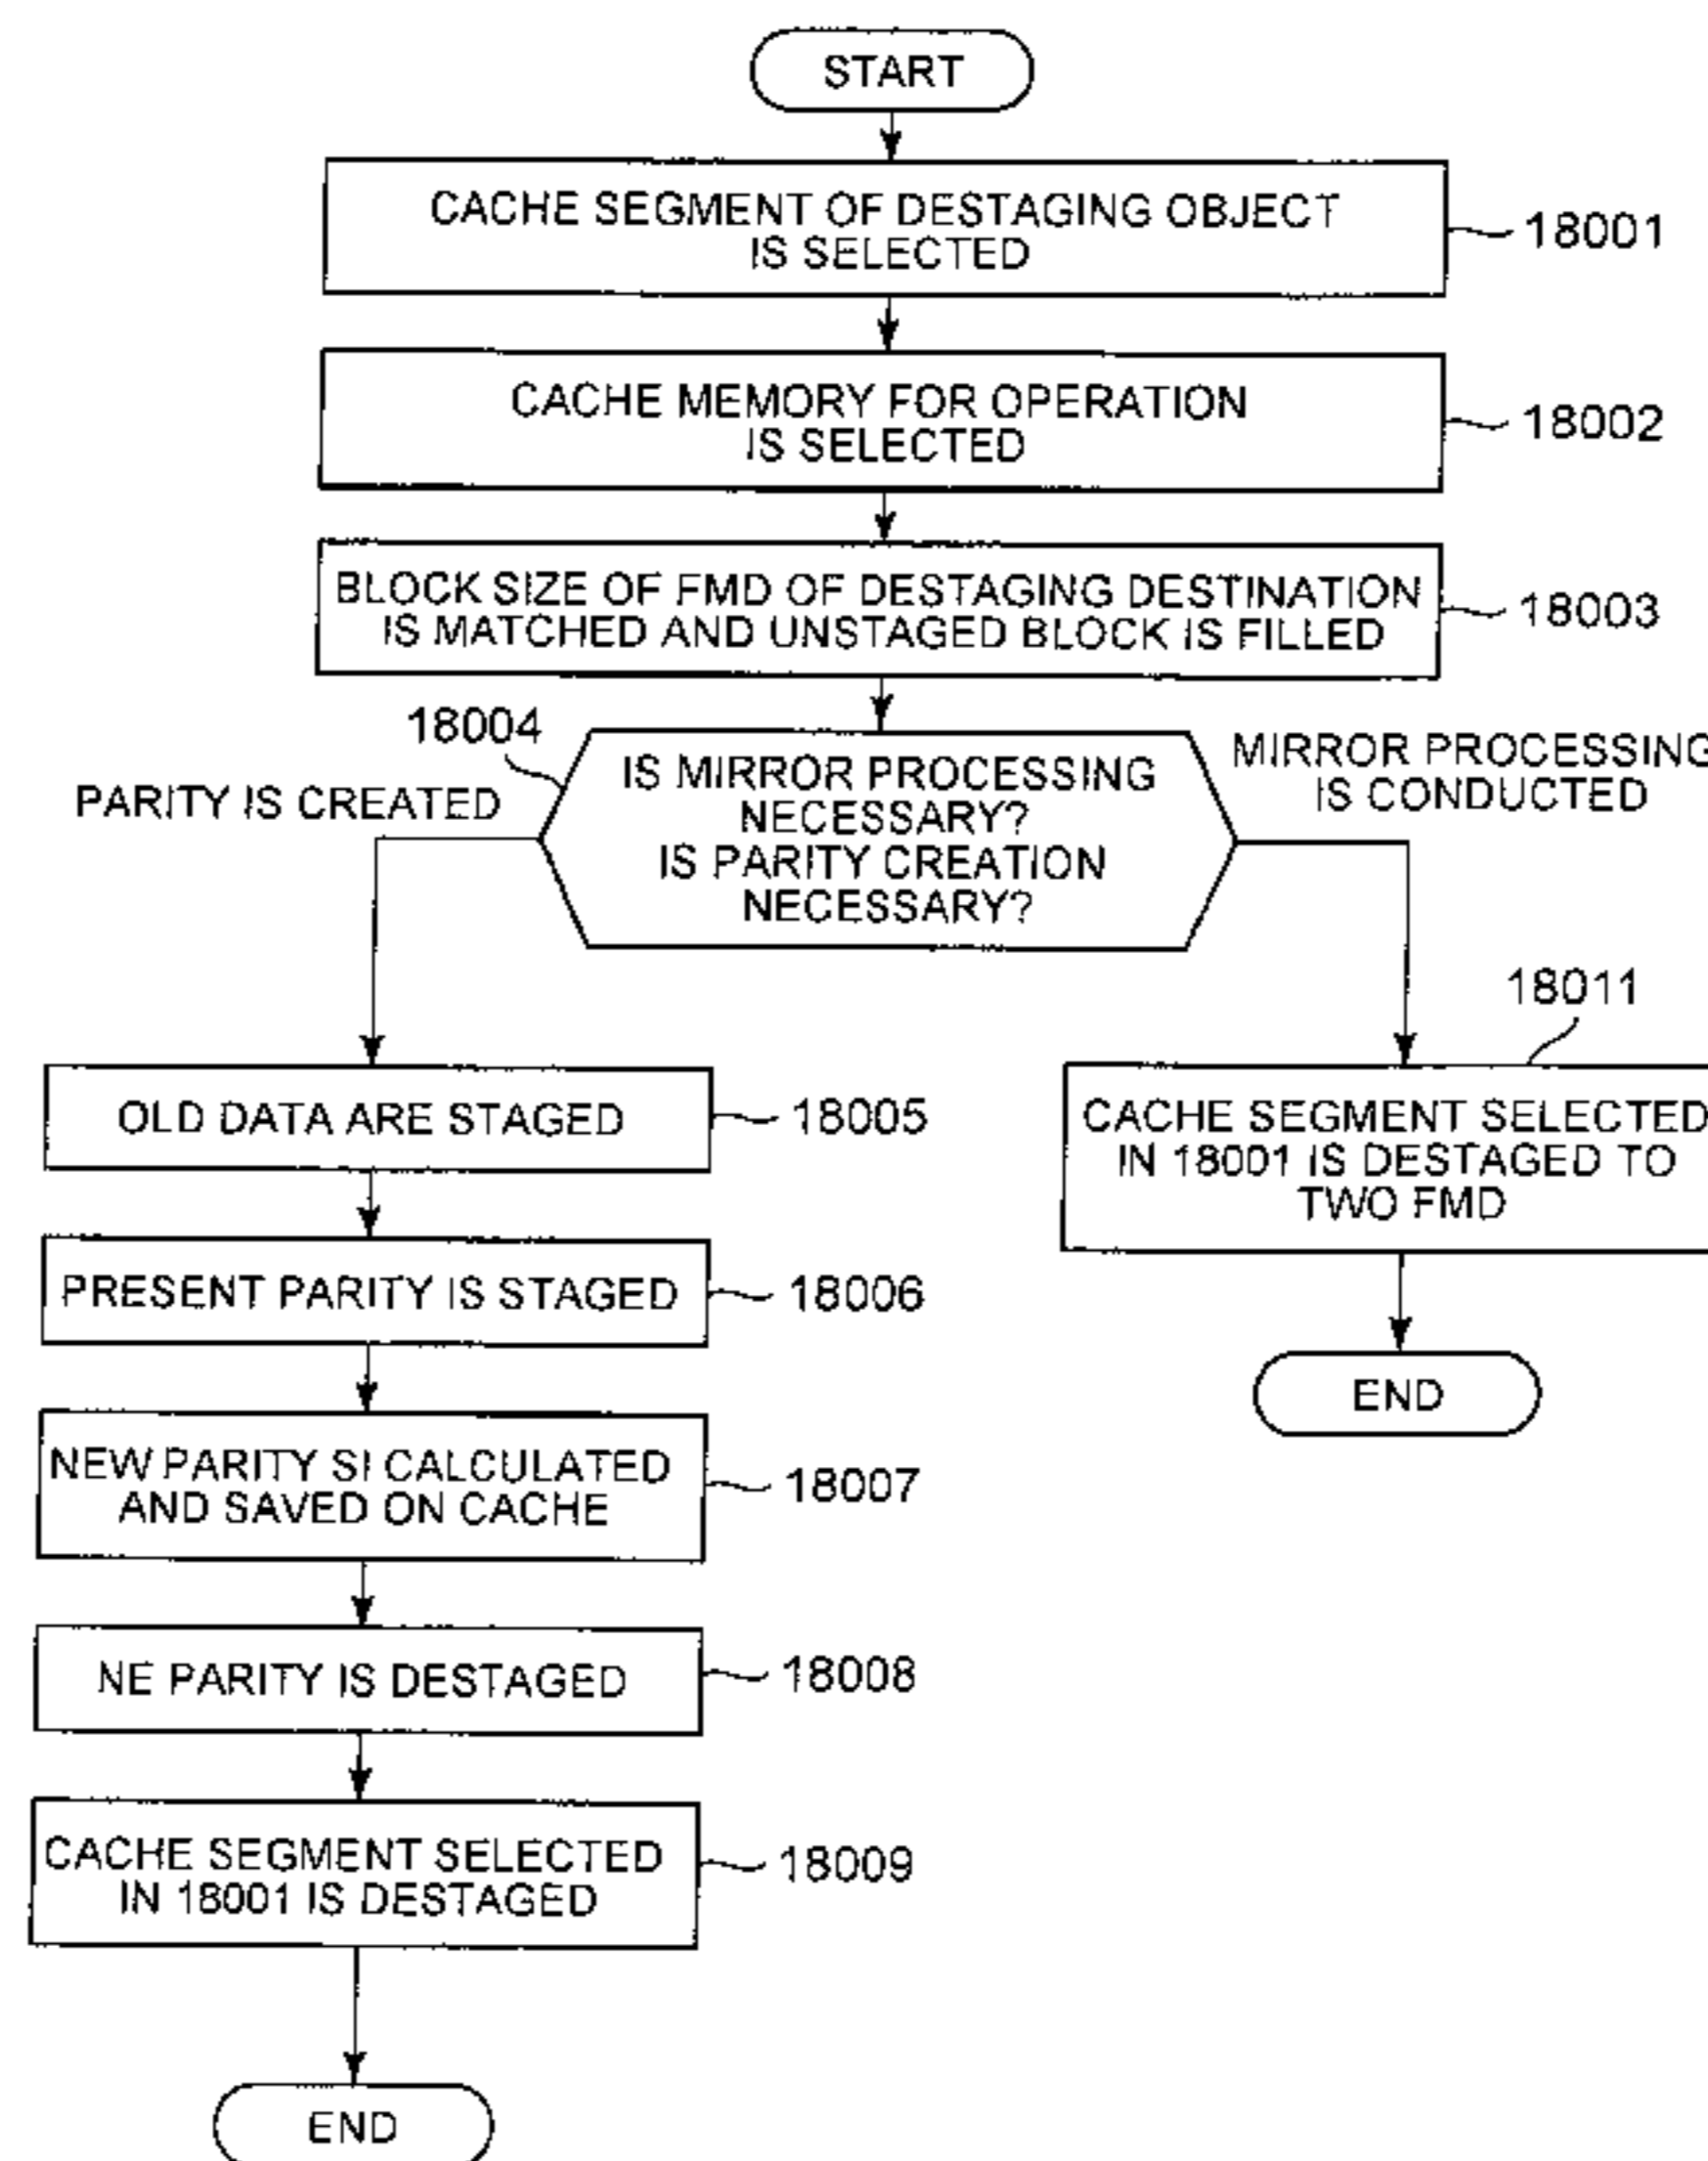 START
CACHE SEGMENT OF DESTAGING OBJECT
IS SELECTED
18001
CACHE MEMORY FOR OPERATION
IS SELECTED
18002
BLOCK SIZE OF FMD OF DESTAGING DESTINATION
IS MATCHED AND UNSTAGED BLOCK IS FILLED
18003
18004
IS MIRROR PROCESSING
NECESSARY?
IS PARITY CREATION
NECESSARY?
PARITY IS CREATED
MIRROR PROCESSING
IS CONDUCTED
OLD DATA ARE STAGED
18005
PRESENT PARITY IS STAGED
18006
NEW PARITY SI CALCULATED
AND SAVED ON CACHE
18007
NE PARITY IS DESTAGED
18008
CACHE SEGMENT SELECTED
IN 18001 IS DESTAGED
18009
END
18011
CACHE SEGMENT SELECTED
IN 18001 IS DESTAGED TO
TWO FMD
END